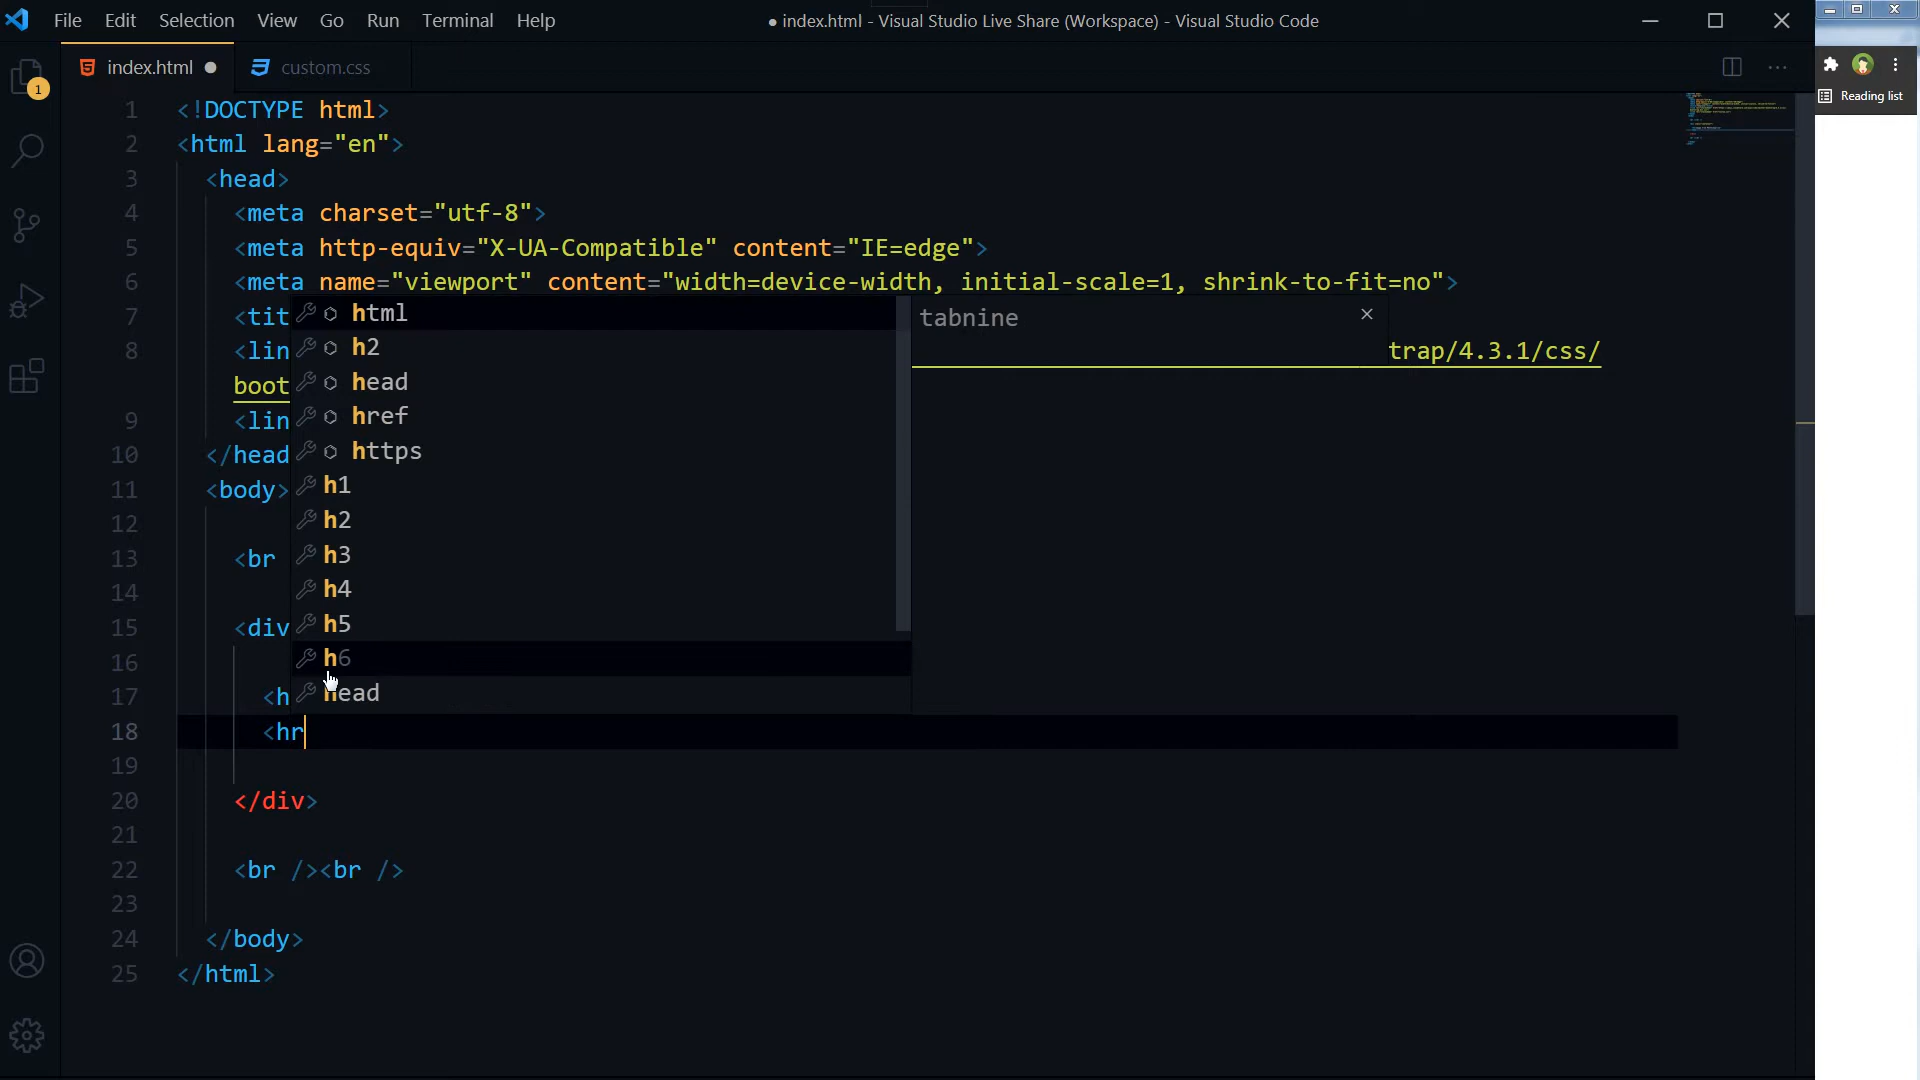 File Edit Selection View Go Run Terminal Help
● index.html - Visual Studio Live Share (Workspace) - Visual Studio Code
index.html ●
custom.css
1
Reading list
1 <!DOCTYPE html>
2 <html lang="en">
3 <head>
4 <meta charset="utf-8">
5 <meta http-equiv="X-UA-Compatible" content="IE=edge">
6 <meta name="viewport" content="width=device-width, initial-scale=1, shrink-to-fit=no">
7 <tit
8 <lin trap/4.3.1/css/
boot
9 <lin
10 </head
11 <body>
12
13 <br
14
15 <div
16
17 <h
18 <hr
19
20 </div>
21
22 <br /><br />
23
24 </body>
25 </html>
html
h2
head
href
https
h1
h2
h3
h4
h5
h6
head
tabnine